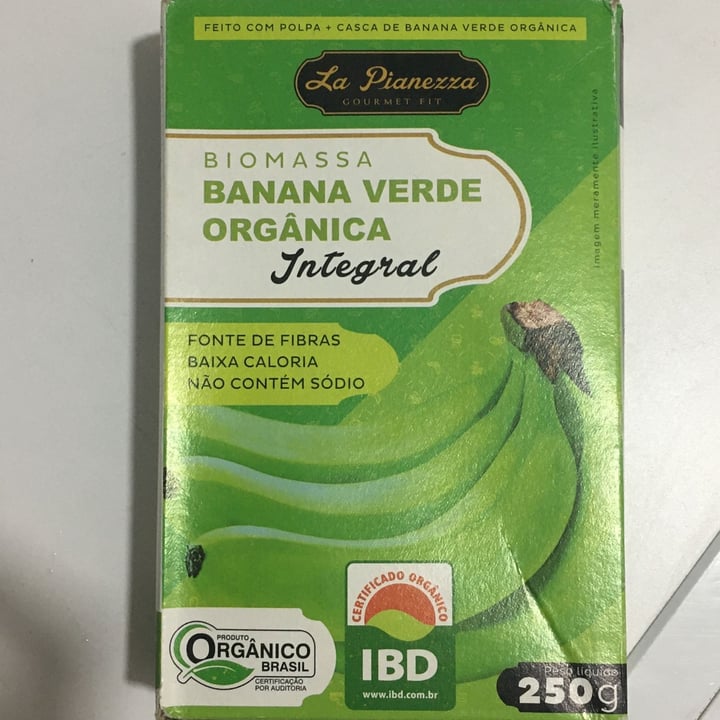 FEITO COM POLPA + CASCA DE BANANA VERDE ORGÂNICA
La Pianezza
GOURMET FIT
BIOMASSA
BANANA VERDE
ORGÂNICA
Integral
imagem meramente ilustrativa
FONTE DE FIBRAS
BAIXA CALORIA
NÃO CONTÉM SÓDIO
PRODUTO
ORGÂNICO
BRASIL
CERTIFICAÇÃO
POR AUDITORIA
CERTIFICADO ORGÂNICO
IBD
www.ibd.com.br
Peso líquido
250g